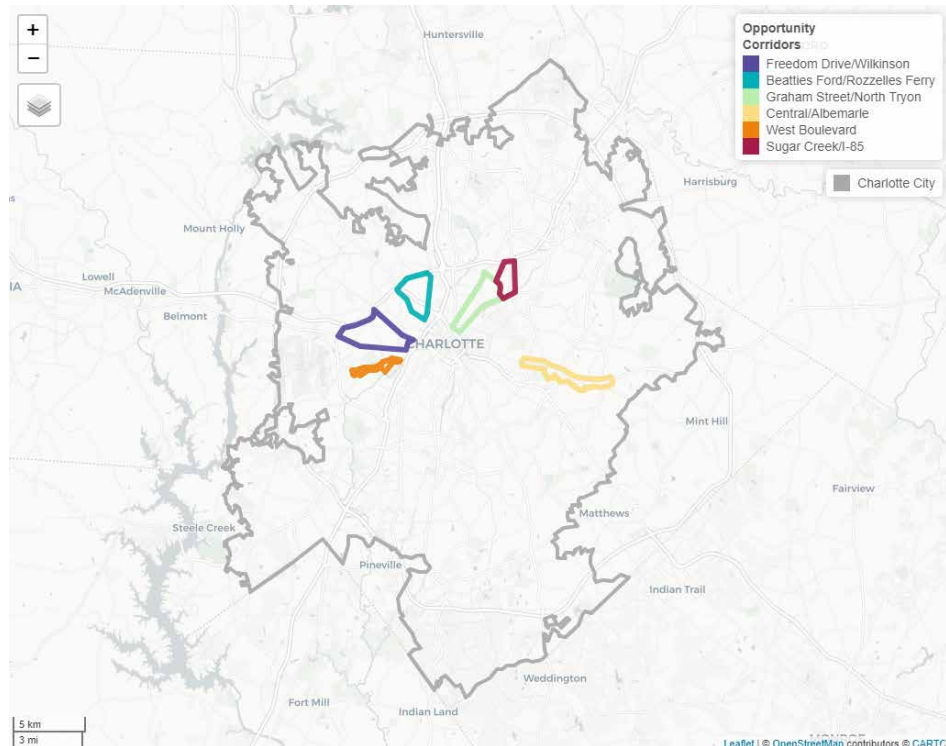 +
−
Huntersville
Opportunity
Corridors
Freedom Drive/Wilkinson
Beatties Ford/Rozzelles Ferry
Graham Street/North Tryon
Central/Albemarle
West Boulevard
Sugar Creek/I-85
Charlotte City
Harrisburg
Mount Holly
Lowell
McAdenville
Belmont
CHARLOTTE
Mint Hill
Fairview
Matthews
Steele Creek
Pineville
Indian Trail
Weddington
Fort Mill
Indian Land
5 km
3 mi
MONROE
Leaflet | © OpenStreetMap contributors © CARTO